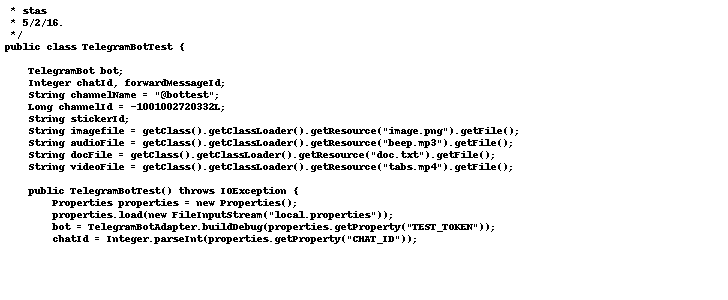 * stas
 * 5/2/16.
 */
public class TelegramBotTest {

    TelegramBot bot;
    Integer chatId, forwardMessageId;
    String channelName = "@bottest";
    Long channelId = -1001002720332L;
    String stickerId;
    String imagefile = getClass().getClassLoader().getResource("image.png").getFile();
    String audioFile = getClass().getClassLoader().getResource("beep.mp3").getFile();
    String docFile = getClass().getClassLoader().getResource("doc.txt").getFile();
    String videoFile = getClass().getClassLoader().getResource("tabs.mp4").getFile();

    public TelegramBotTest() throws IOException {
        Properties properties = new Properties();
        properties.load(new FileInputStream("local.properties"));
        bot = TelegramBotAdapter.buildDebug(properties.getProperty("TEST_TOKEN"));
        chatId = Integer.parseInt(properties.getProperty("CHAT_ID"));